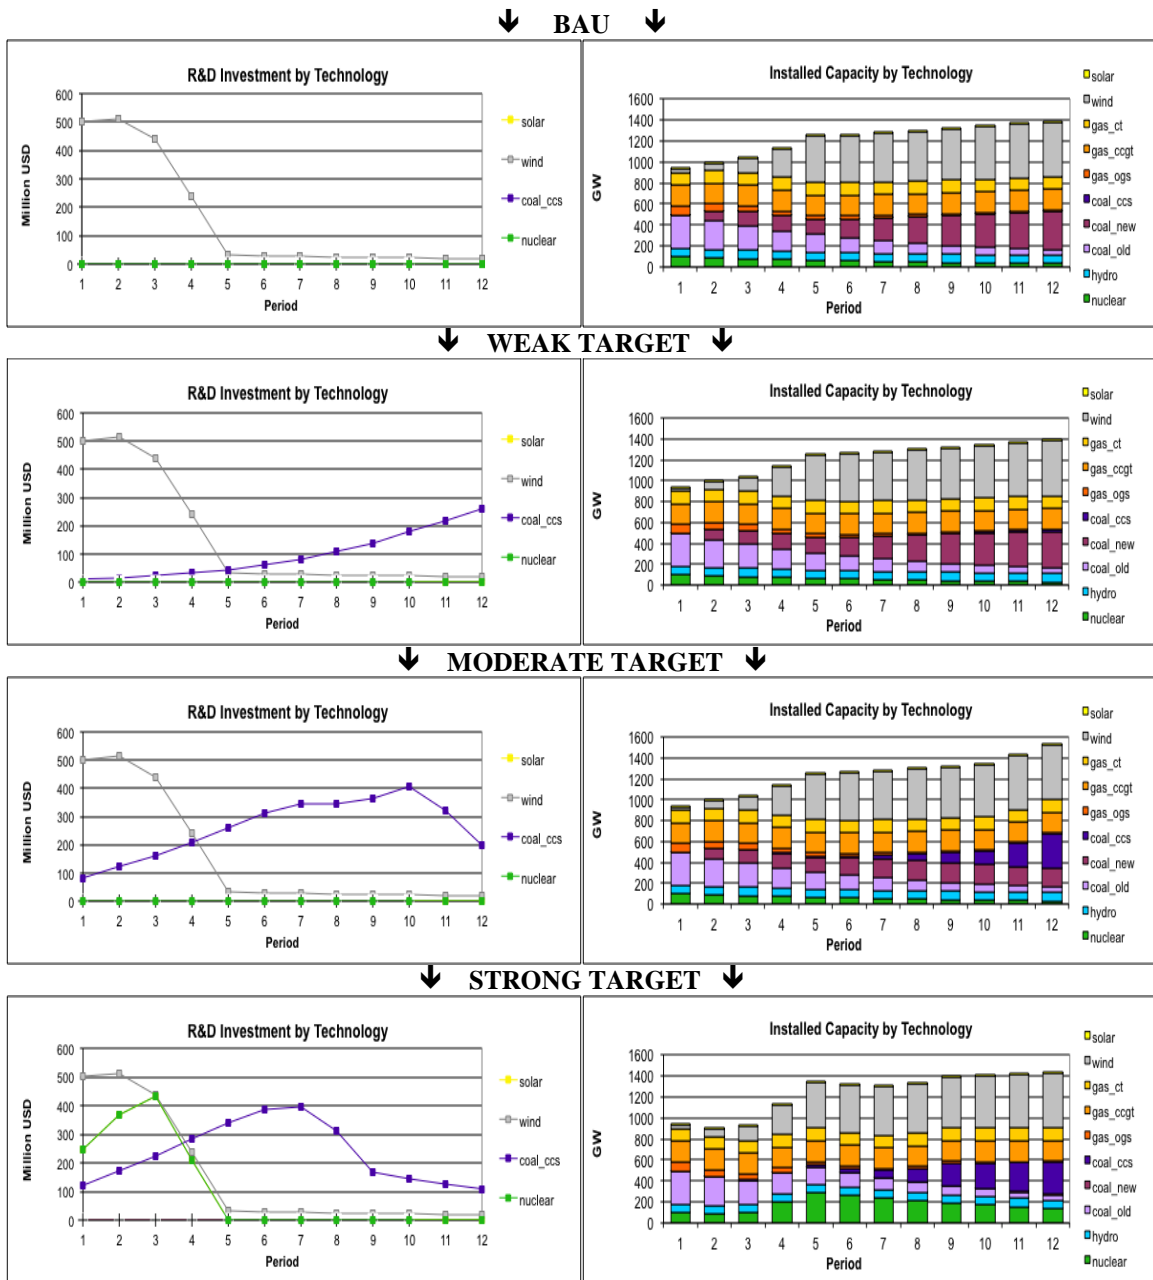 BAU
R&D Investment by Technology
600
500
400
300
200
100
0
Million USD
1 2 3 4 5 6 7 8 9 10 11 12
Period
solar
wind
coal_ccs
nuclear
Installed Capacity by Technology
1600
1400
1200
1000
800
600
400
200
0
GW
1 2 3 4 5 6 7 8 9 10 11 12
Period
solar
wind
gas_ct
gas_ccgt
gas_ogs
coal_ccs
coal_new
coal_old
hydro
nuclear
WEAK TARGET
R&D Investment by Technology
600
500
400
300
200
100
0
Million USD
1 2 3 4 5 6 7 8 9 10 11 12
Period
solar
wind
coal_ccs
nuclear
Installed Capacity by Technology
1600
1400
1200
1000
800
600
400
200
0
GW
1 2 3 4 5 6 7 8 9 10 11 12
Period
solar
wind
gas_ct
gas_ccgt
gas_ogs
coal_ccs
coal_new
coal_old
hydro
nuclear
MODERATE TARGET
R&D Investment by Technology
600
500
400
300
200
100
0
Million USD
1 2 3 4 5 6 7 8 9 10 11 12
Period
solar
wind
coal_ccs
nuclear
Installed Capacity by Technology
1600
1400
1200
1000
800
600
400
200
0
GW
1 2 3 4 5 6 7 8 9 10 11 12
Period
solar
wind
gas_ct
gas_ccgt
gas_ogs
coal_ccs
coal_new
coal_old
hydro
nuclear
STRONG TARGET
R&D Investment by Technology
600
500
400
300
200
100
0
Million USD
1 2 3 4 5 6 7 8 9 10 11 12
Period
solar
wind
coal_ccs
nuclear
Installed Capacity by Technology
1600
1400
1200
1000
800
600
400
200
0
GW
1 2 3 4 5 6 7 8 9 10 11 12
Period
solar
wind
gas_ct
gas_ccgt
gas_ogs
coal_ccs
coal_new
coal_old
hydro
nuclear